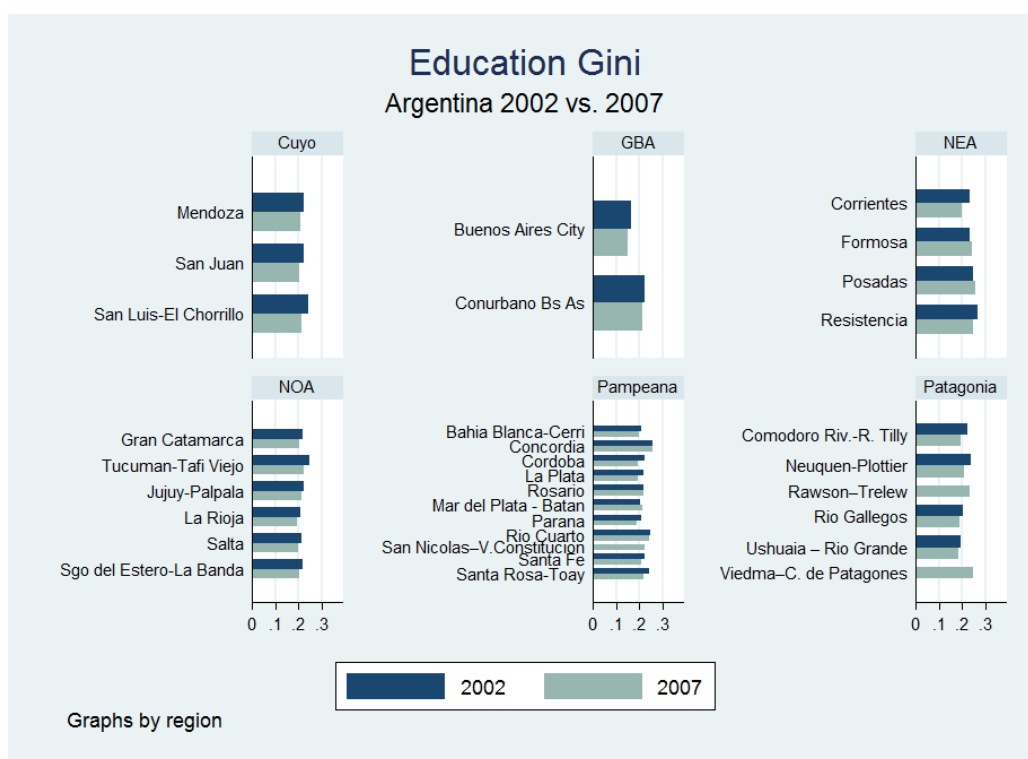 Education Gini
Argentina 2002 vs. 2007
Cuyo
Mendoza
San Juan
San Luis-El Chorrillo
GBA
Buenos Aires City
Conurbano Bs As
NEA
Corrientes
Formosa
Posadas
Resistencia
NOA
Gran Catamarca
Tucuman-Tafi Viejo
Jujuy-Palpala
La Rioja
Salta
Sgo del Estero-La Banda
0 .1 .2 .3
Pampeana
Bahia Blanca-Cerri
Concordia
Cordoba
La Plata
Rosario
Mar del Plata - Batan
Parana
Rio Cuarto
San Nicolas–V.Constitucion
Santa Fe
Santa Rosa-Toay
0 .1 .2 .3
Patagonia
Comodoro Riv.-R. Tilly
Neuquen-Plottier
Rawson–Trelew
Rio Gallegos
Ushuaia – Rio Grande
Viedma–C. de Patagones
0 .1 .2 .3
2002 2007
Graphs by region